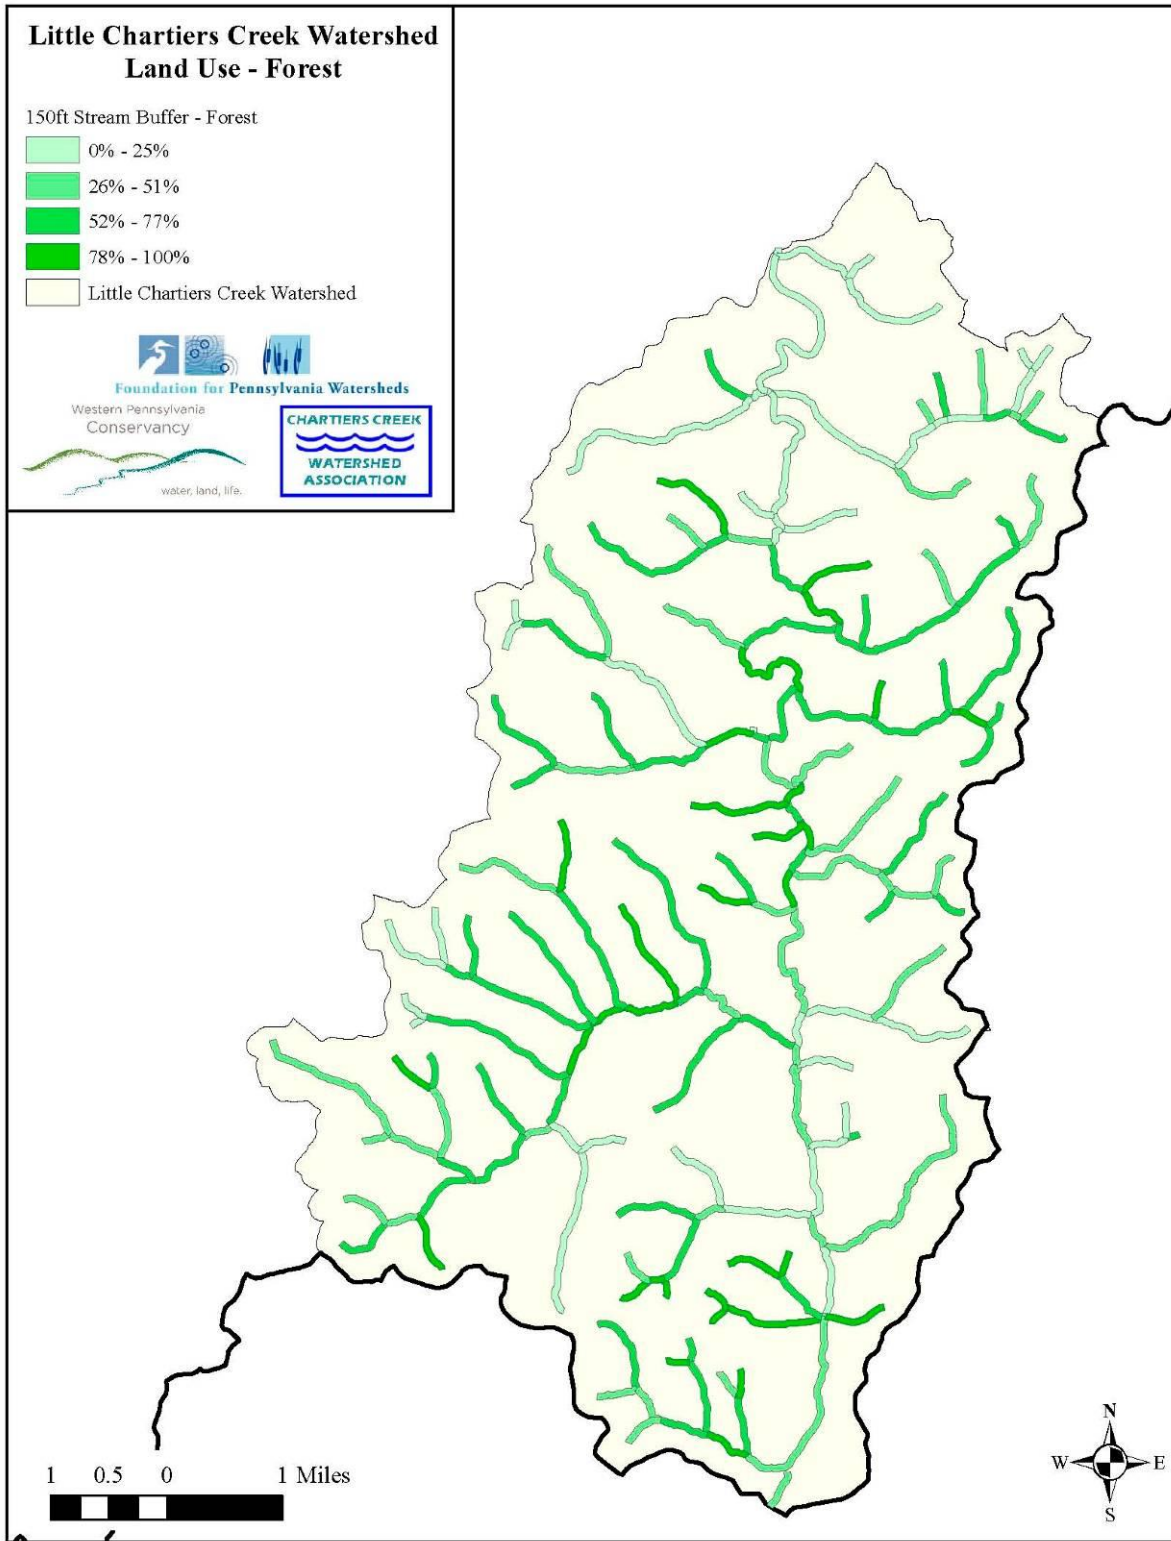 Little Chartiers Creek Watershed
Land Use - Forest
150ft Stream Buffer - Forest
0% - 25%
26% - 51%
52% - 77%
78% - 100%
Little Chartiers Creek Watershed
Foundation for Pennsylvania Watersheds
Western Pennsylvania
Conservancy
water, land, life.
CHARTIERS CREEK
WATERSHED
ASSOCIATION
1 0.5 0 1 Miles
N
W E
S